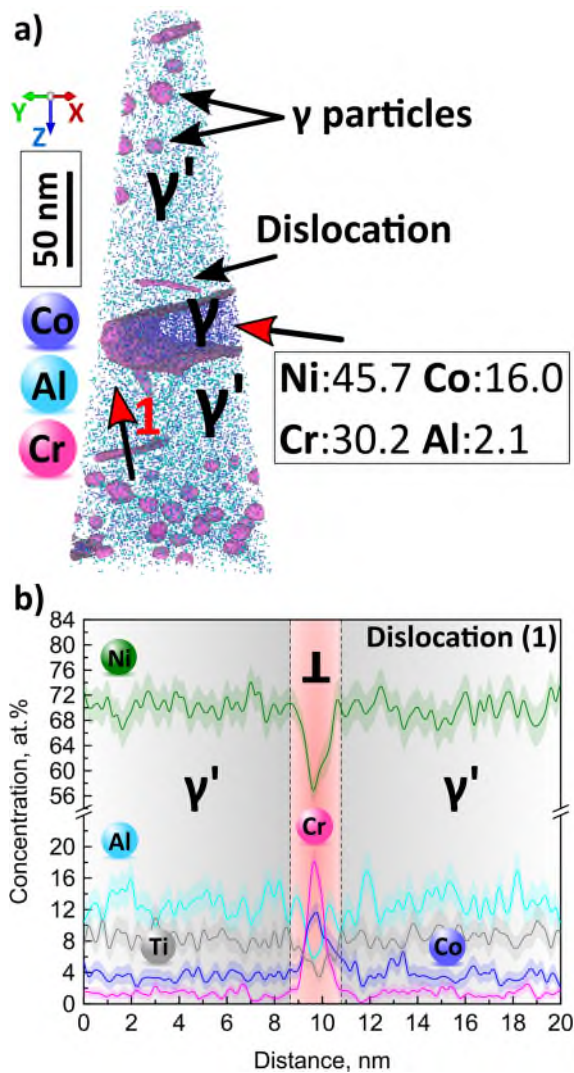 a)
Y X
Z
γ particles
γ'
50 nm
Dislocation
Co
γ
Al
Ni:45.7 Co:16.0
Cr:30.2 Al:2.1
γ'
1
Cr
b)
Concentration, at.%
84
80
76
72
68
64
60
56
20
16
12
8
4
0
Ni
Dislocation (1)
⊥
γ'
γ'
Al
Cr
Ti
Co
0 2 4 6 8 10 12 14 16 18 20
Distance, nm